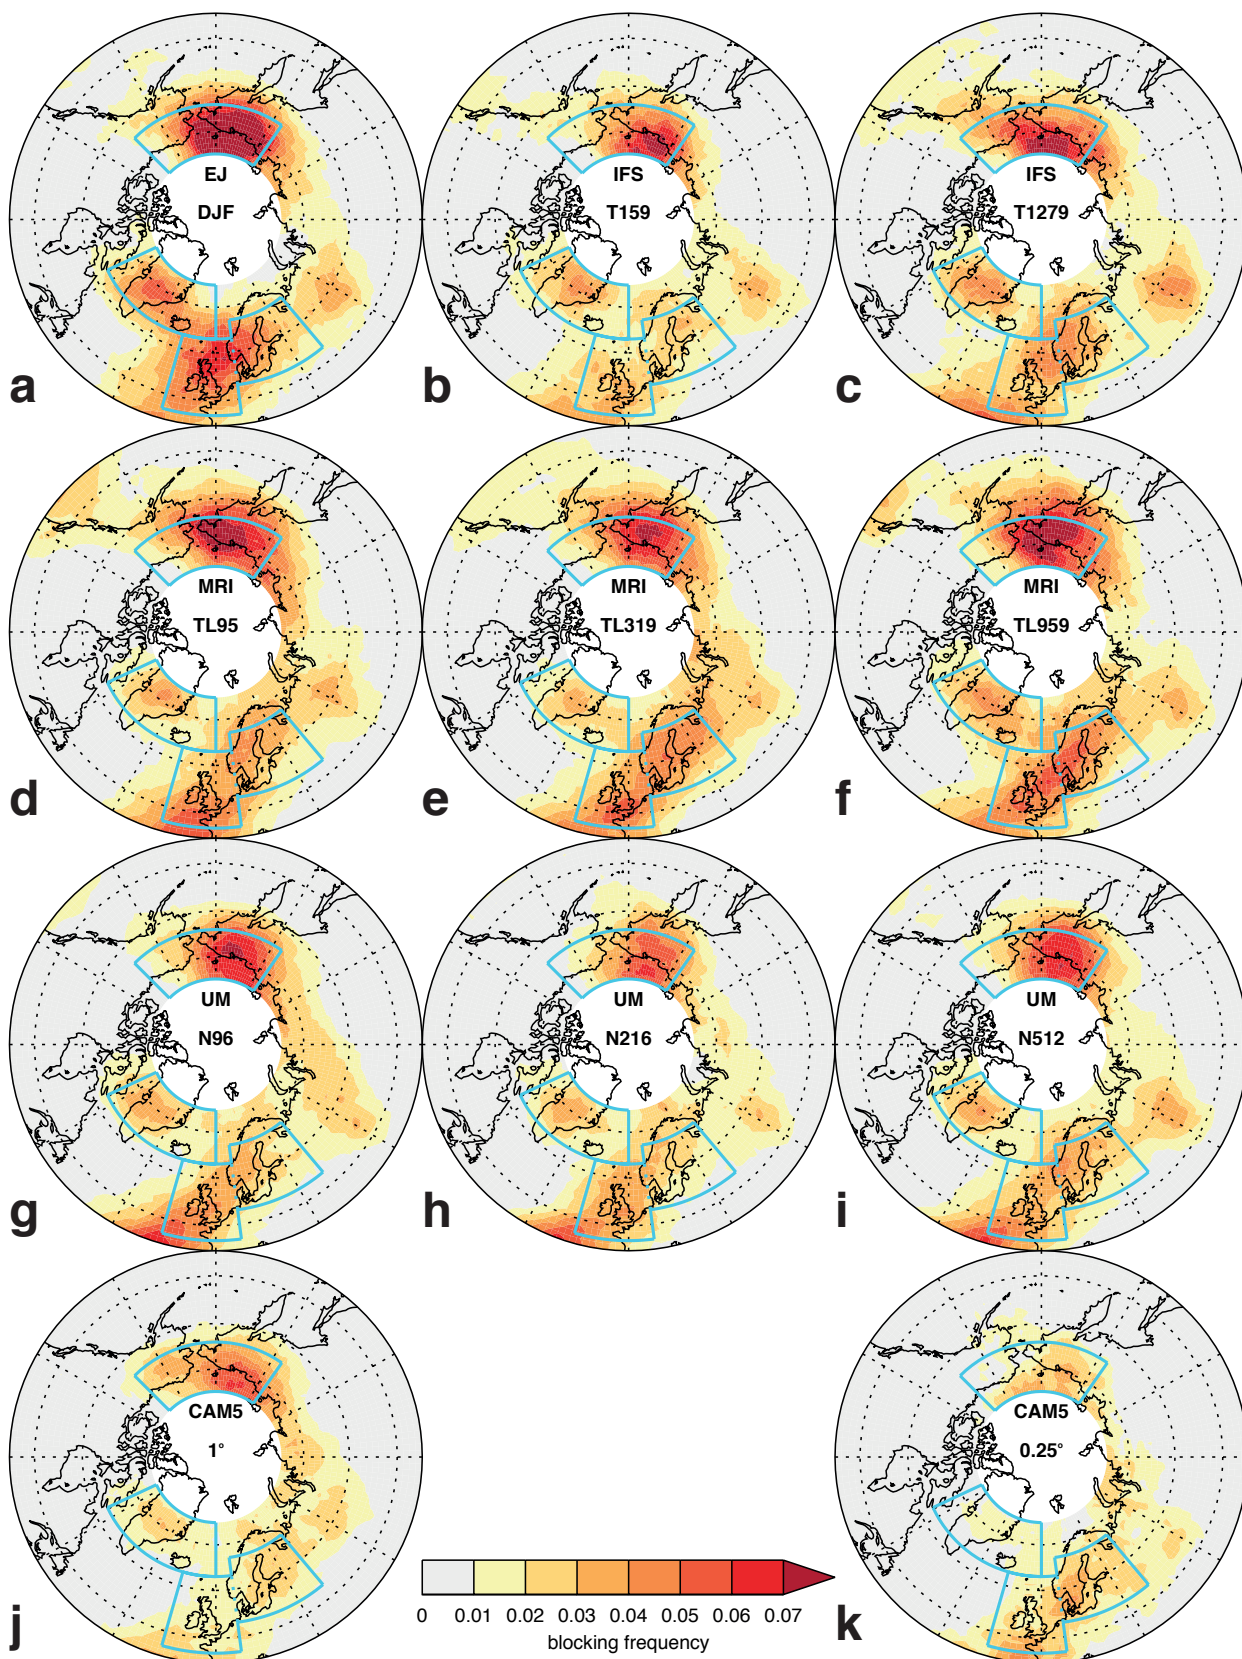 EJ
DJF
a
IFS
T159
b
IFS
T1279
c
MRI
TL95
d
MRI
TL319
e
MRI
TL959
f
UM
N96
g
UM
N216
h
UM
N512
i
CAM5
1°
j
CAM5
0.25°
k
0 0.01 0.02 0.03 0.04 0.05 0.06 0.07
blocking frequency